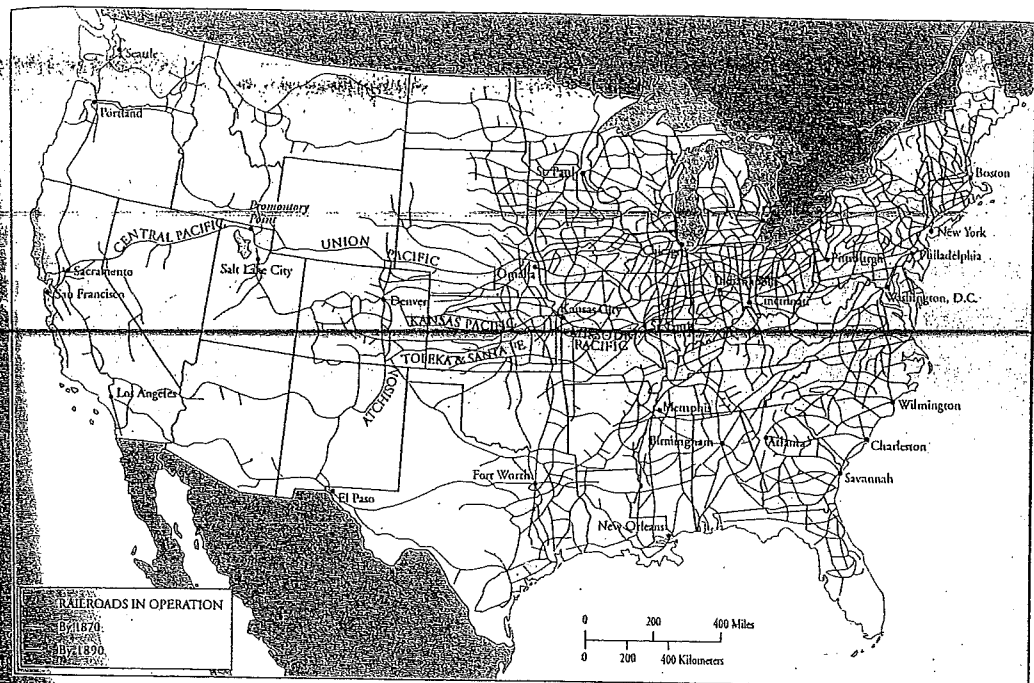 Seattle
Portland
St. Paul
Boston
Promontory
Point
New York
CENTRAL PACIFIC
UNION
PACIFIC
Pittsburgh
Philadelphia
Salt Lake City
Omaha
Sacramento
San Francisco
Denver
Cincinnati
Washington, D.C.
KANSAS PACIFIC
Kansas City
PACIFIC
TOPEKA & SANTA FE
ATCHISON
Los Angeles
Memphis
Wilmington
Birmingham
Atlanta
Charleston
Fort Worth
Savannah
El Paso
New Orleans
RAILROADS IN OPERATION
By 1870
By 1890
0 200 400 Miles
0 200 400 Kilometers